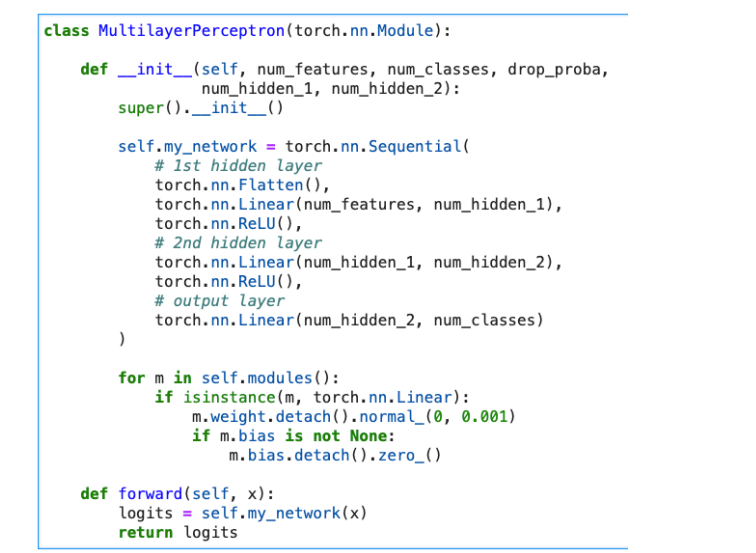 class MultilayerPerceptron(torch.nn.Module):
def __init__(self, num_features, num_classes, drop_proba,
num_hidden_1, num_hidden_2):
super().__init__()
self.my_network = torch.nn.Sequential(
# 1st hidden layer
torch.nn.Flatten(),
torch.nn.Linear(num_features, num_hidden_1),
torch.nn.ReLU(),
# 2nd hidden layer
torch.nn.Linear(num_hidden_1, num_hidden_2),
torch.nn.ReLU(),
# output layer
torch.nn.Linear(num_hidden_2, num_classes)
)
for m in self.modules():
if isinstance(m, torch.nn.Linear):
m.weight.detach().normal_(0, 0.001)
if m.bias is not None:
m.bias.detach().zero_()
def forward(self, x):
logits = self.my_network(x)
return logits